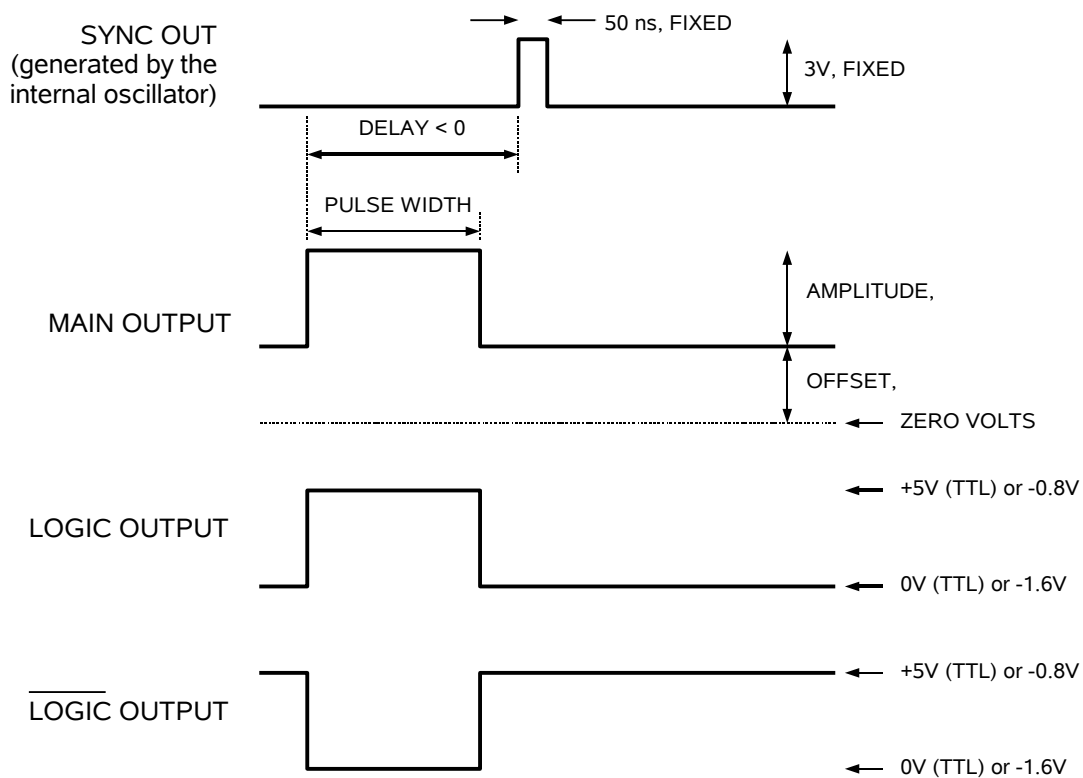 50 ns, FIXED
SYNC OUT
(generated by the
internal oscillator)
3V, FIXED
DELAY < 0
PULSE WIDTH
AMPLITUDE,
MAIN OUTPUT
OFFSET,
ZERO VOLTS
+5V (TTL) or -0.8V
LOGIC OUTPUT
0V (TTL) or -1.6V
+5V (TTL) or -0.8V
LOGIC OUTPUT
0V (TTL) or -1.6V